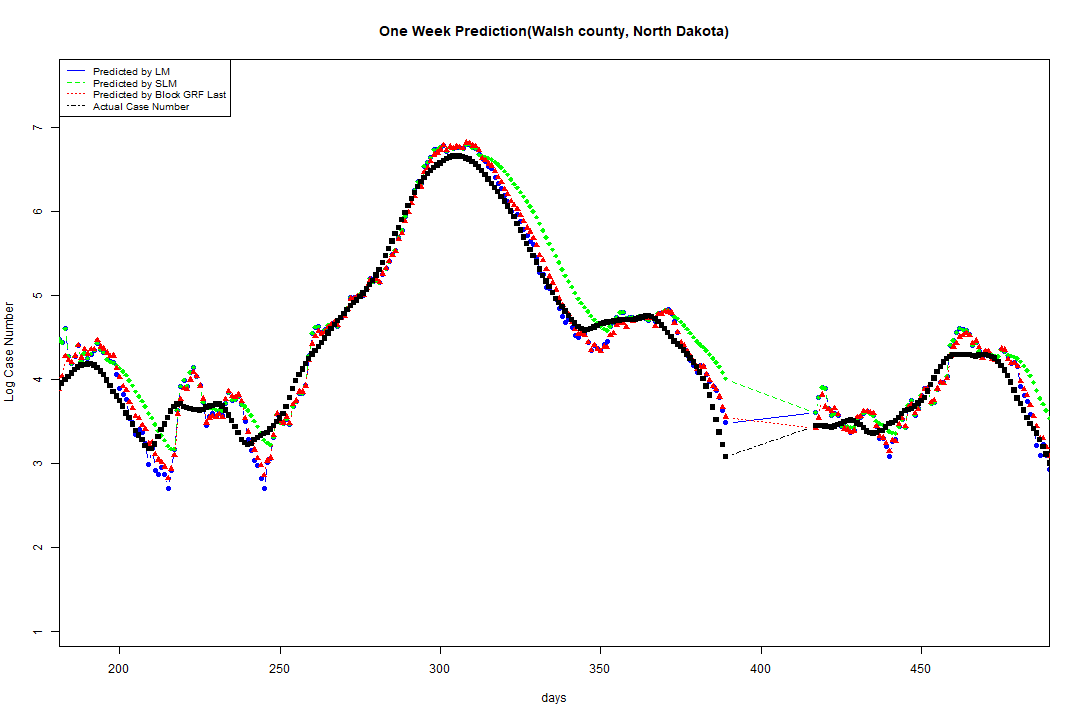 One Week Prediction(Walsh county, North Dakota)
Predicted by LM
Predicted by SLM
Predicted by Block GRF Last
Actual Case Number
Log Case Number
7
6
5
4
3
2
1
200
250
300
350
400
450
days